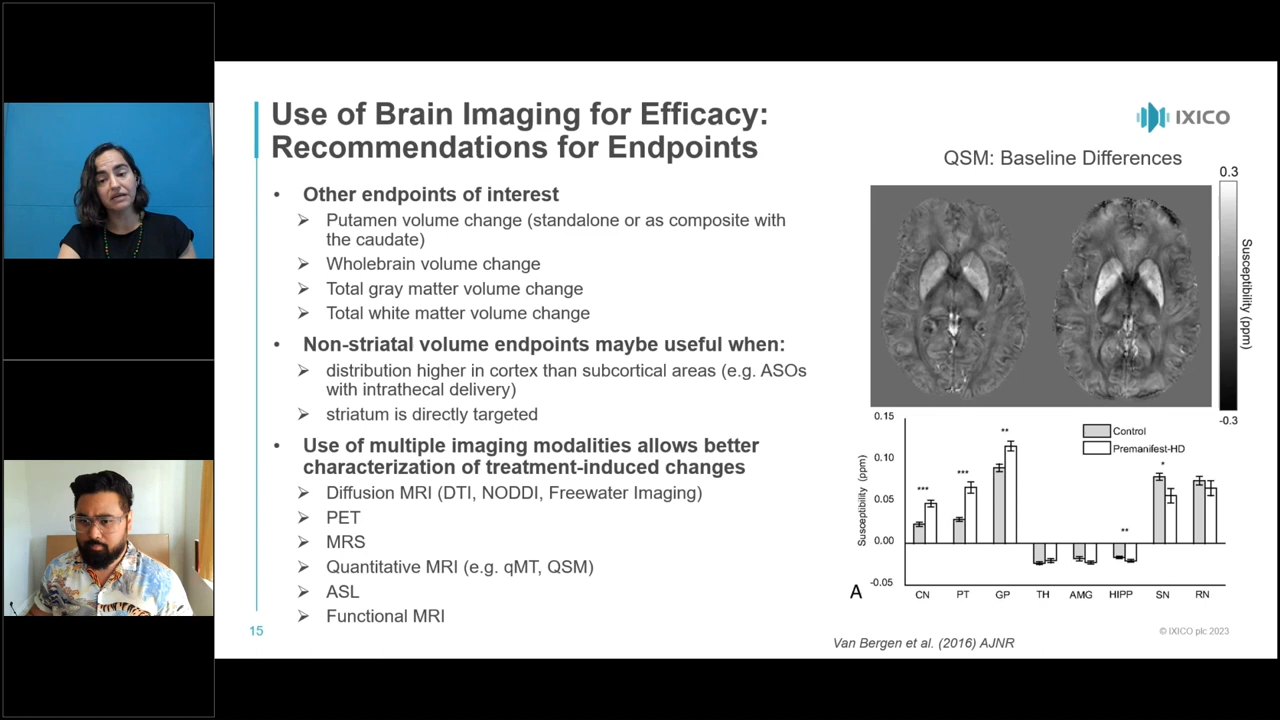 Use of Brain Imaging for Efficacy:
Recommendations for Endpoints
IXICO
• Other endpoints of interest
➢ Putamen volume change (standalone or as composite with
the caudate)
➢ Wholebrain volume change
➢ Total gray matter volume change
➢ Total white matter volume change
• Non-striatal volume endpoints maybe useful when:
➢ distribution higher in cortex than subcortical areas (e.g. ASOs
with intrathecal delivery)
➢ striatum is directly targeted
• Use of multiple imaging modalities allows better
characterization of treatment-induced changes
➢ Diffusion MRI (DTI, NODDI, Freewater Imaging)
➢ PET
➢ MRS
➢ Quantitative MRI (e.g. qMT, QSM)
➢ ASL
➢ Functional MRI
15
QSM: Baseline Differences
0.3
Susceptibility (ppm)
-0.3
0.15
0.10
0.05
0.00
-0.05
Susceptibility (ppm)
Control
Premanifest-HD
*** *** ** ** *
A
CN PT GP TH AMG HIPP SN RN
Van Bergen et al. (2016) AJNR
© IXICO plc 2023